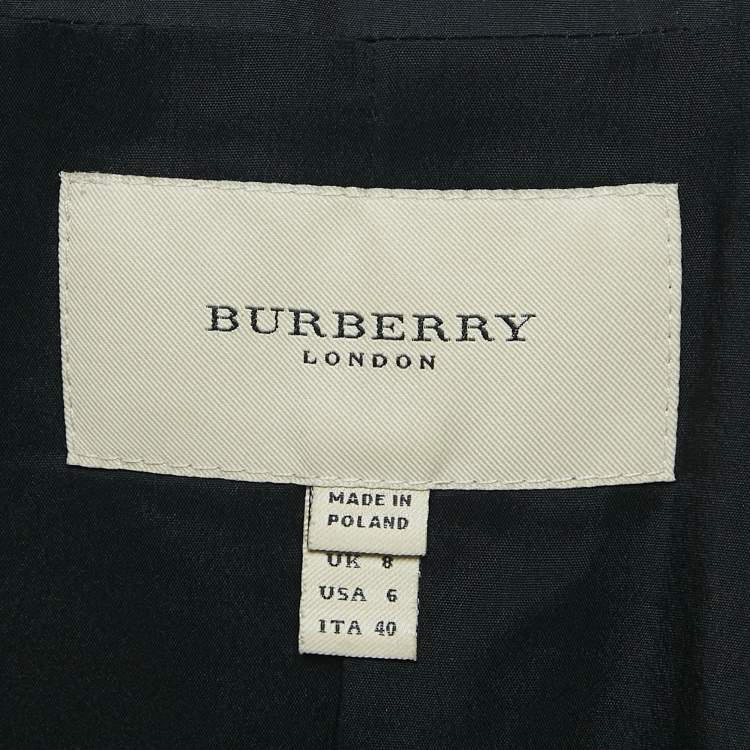 BURBERRY
LONDON
MADE IN
POLAND
UK 8
USA 6
ITA 40